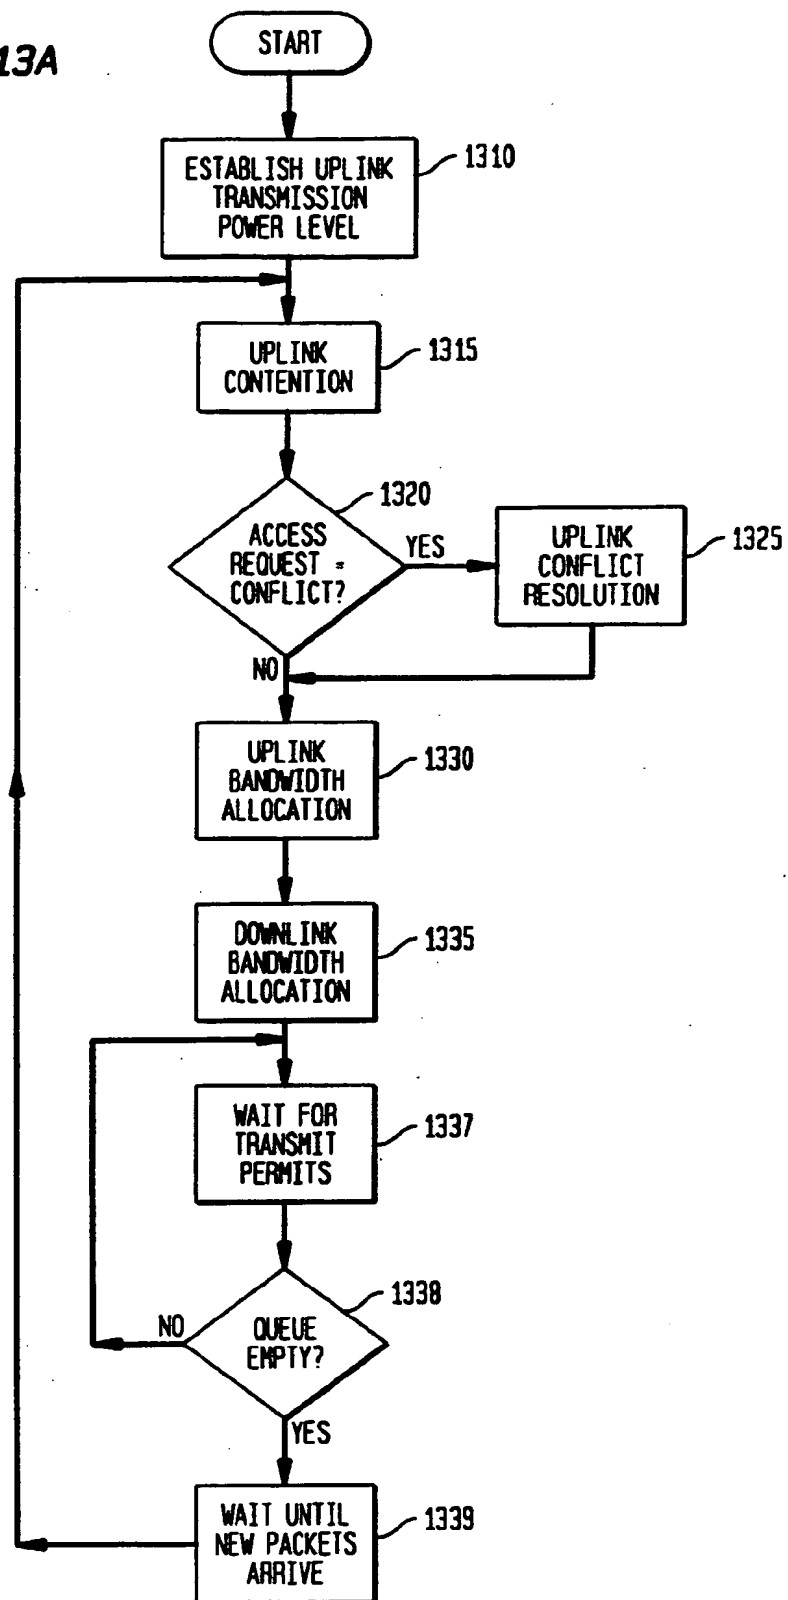 13A
START
ESTABLISH UPLINK
TRANSMISSION
POWER LEVEL
1310
UPLINK
CONTENTION
1315
ACCESS
REQUEST =
CONFLICT?
1320
YES
UPLINK
CONFLICT
RESOLUTION
1325
NO
UPLINK
BANDWIDTH
ALLOCATION
1330
DOWNLINK
BANDWIDTH
ALLOCATION
1335
WAIT FOR
TRANSMIT
PERMITS
1337
QUEUE
EMPTY?
1338
NO
YES
WAIT UNTIL
NEW PACKETS
ARRIVE
1339